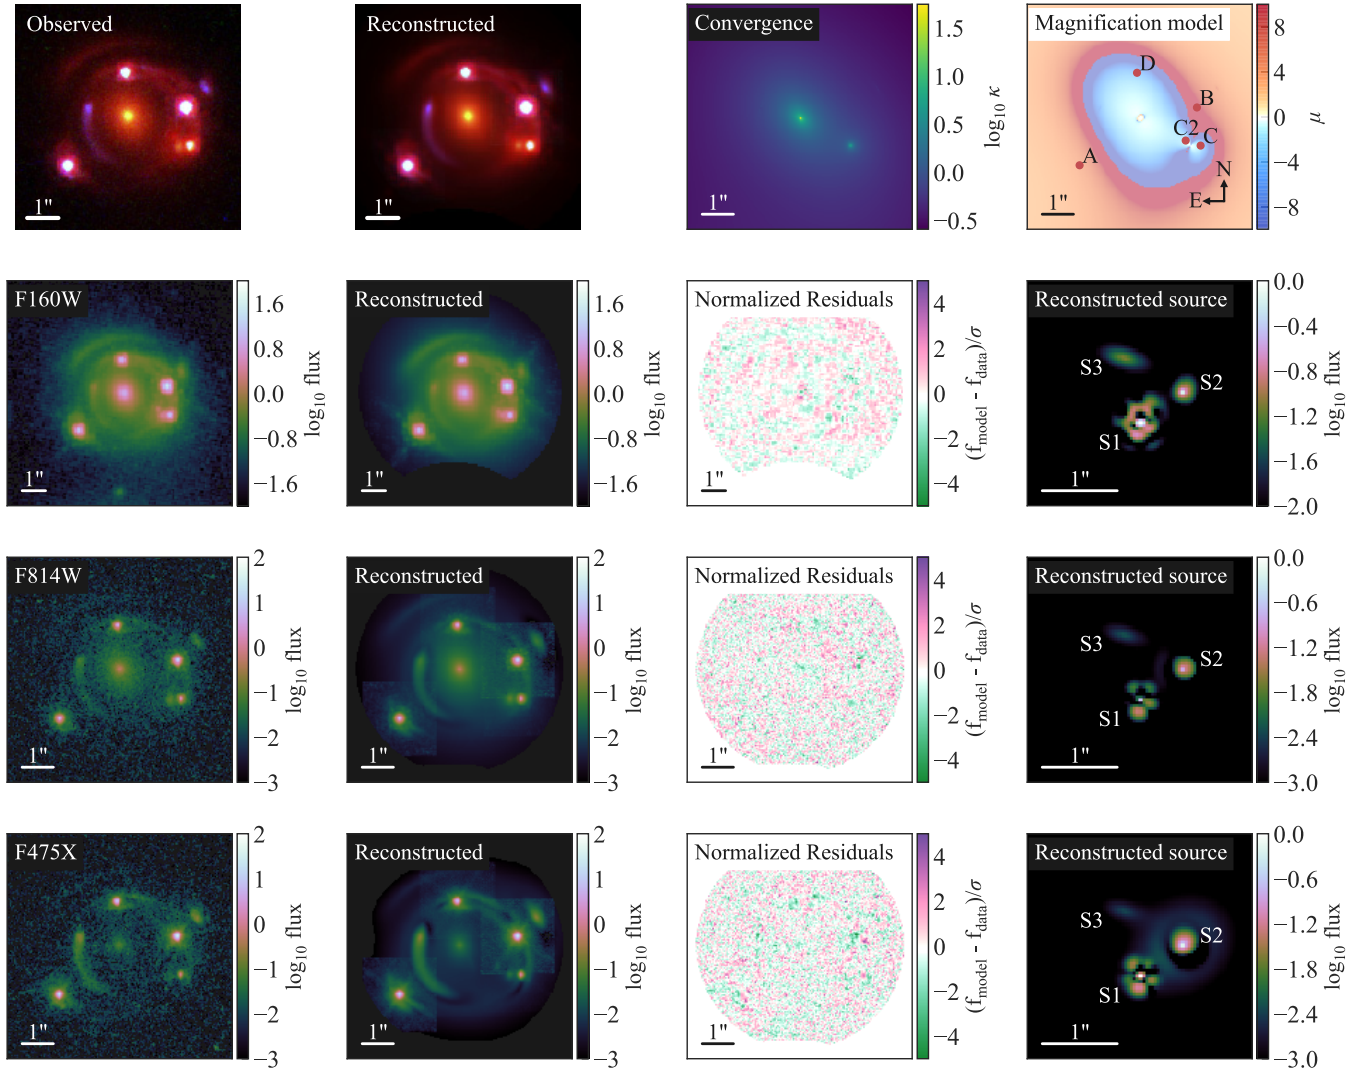 Observed
1"
Reconstructed
1"
Convergence
1"
1.5
1.0
0.5
0.0
−0.5
log10 κ
Magnification model
D
B
C2
C
A
N
E
1"
8
4
0
−4
−8
μ
F160W
1"
1.6
0.8
0.0
−0.8
−1.6
log10 flux
Reconstructed
1"
1.6
0.8
0.0
−0.8
−1.6
log10 flux
Normalized Residuals
1"
4
2
0
−2
−4
(fmodel - fdata)/σ
Reconstructed source
S3
S2
S1
1"
0.0
−0.4
−0.8
−1.2
−1.6
−2.0
log10 flux
F814W
1"
2
1
0
−1
−2
−3
log10 flux
Reconstructed
1"
2
1
0
−1
−2
−3
log10 flux
Normalized Residuals
1"
4
2
0
−2
−4
(fmodel - fdata)/σ
Reconstructed source
S3
S2
S1
1"
0.0
−0.6
−1.2
−1.8
−2.4
−3.0
log10 flux
F475X
1"
2
1
0
−1
−2
−3
log10 flux
Reconstructed
1"
2
1
0
−1
−2
−3
log10 flux
Normalized Residuals
1"
4
2
0
−2
−4
(fmodel - fdata)/σ
Reconstructed source
S3
S2
S1
1"
0.0
−0.6
−1.2
−1.8
−2.4
−3.0
log10 flux